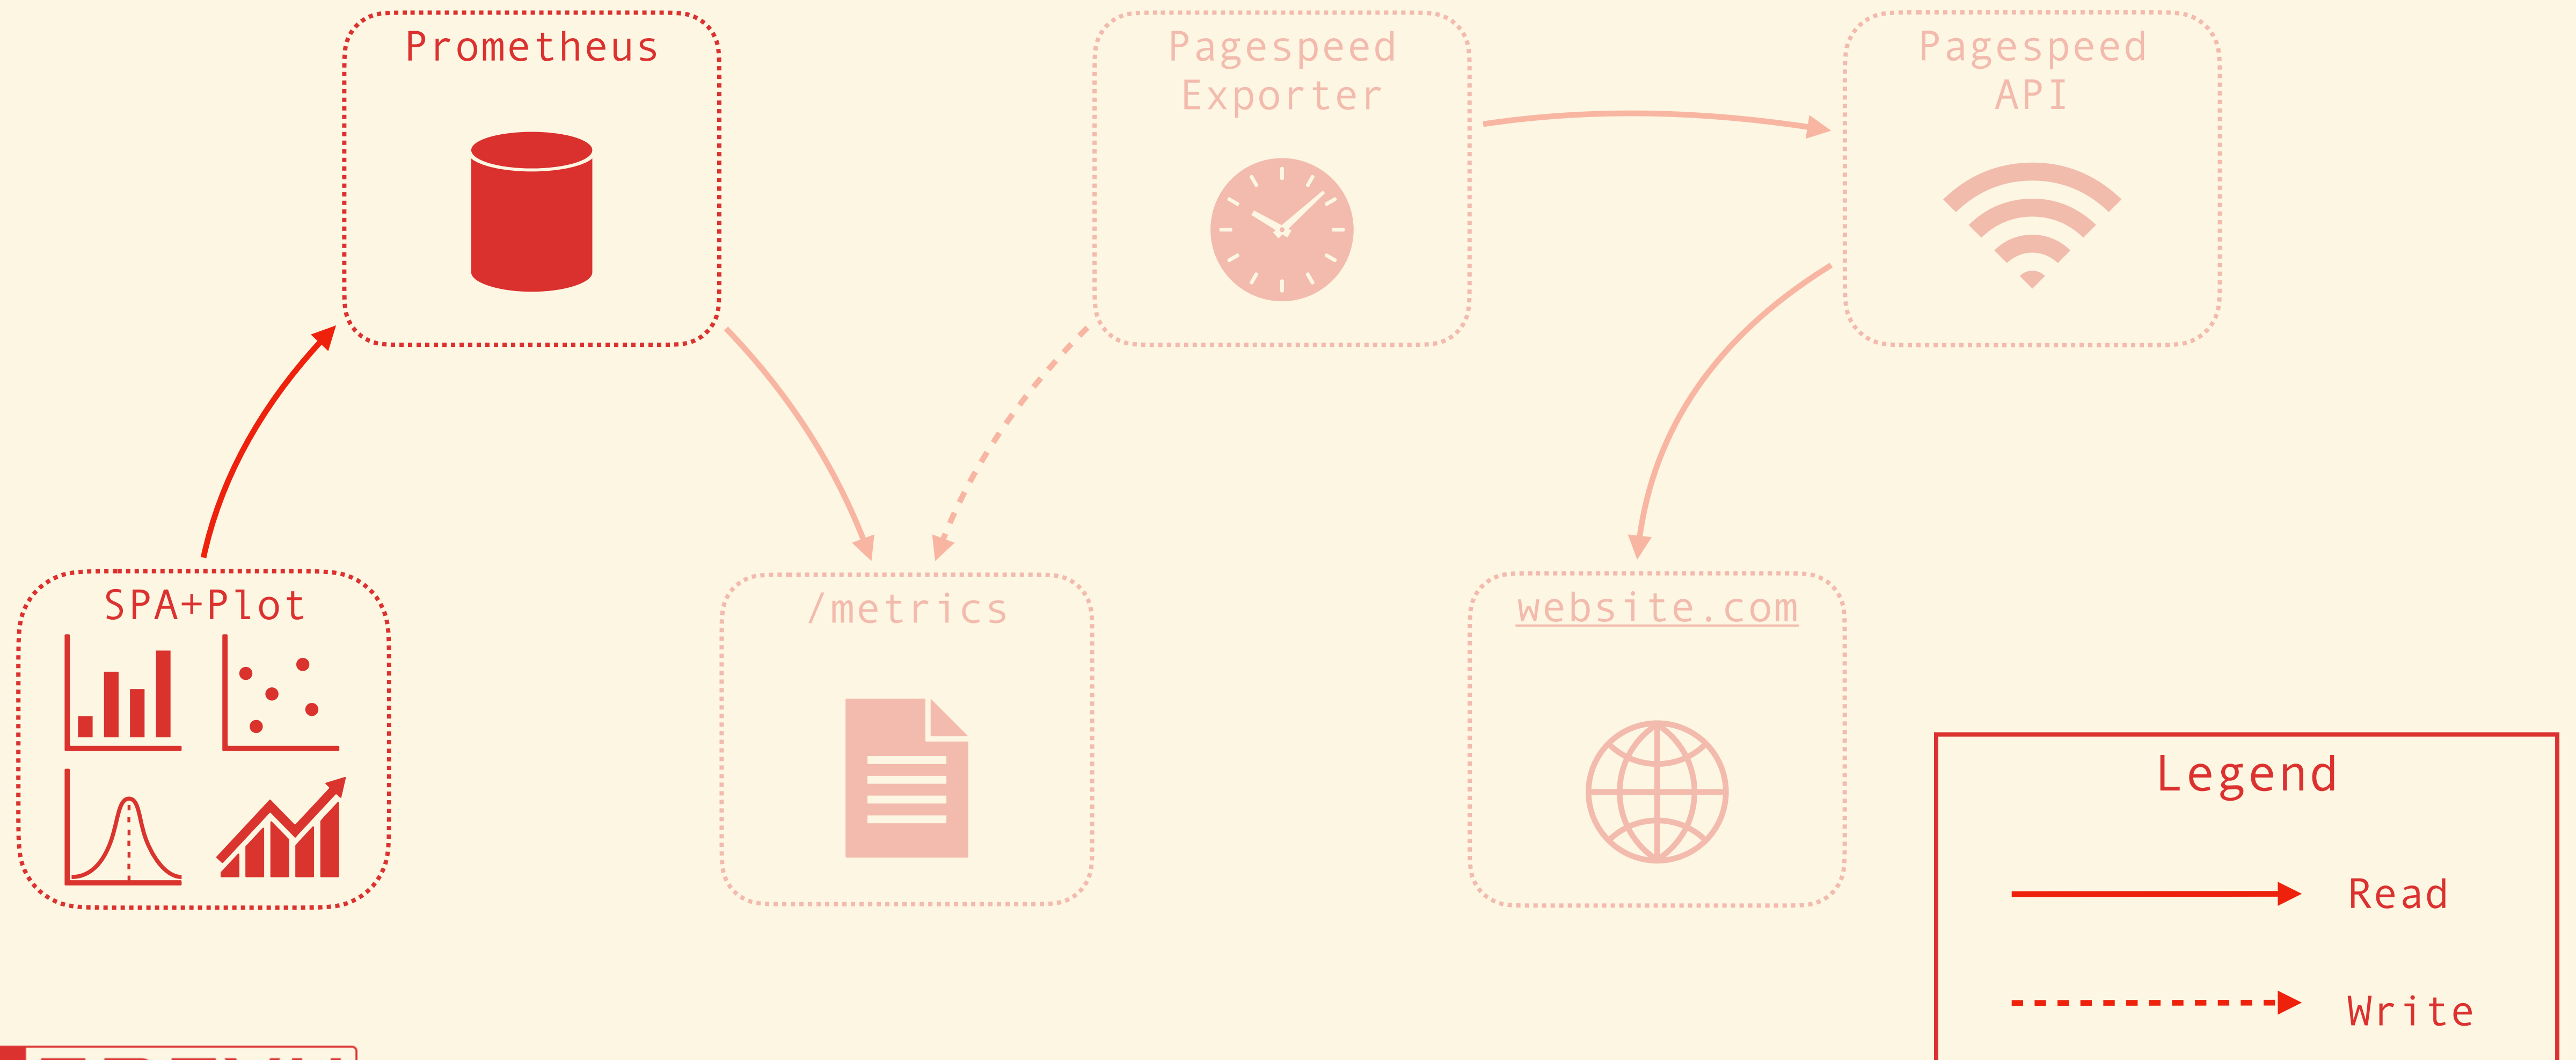 Prometheus
Pagespeed
Exporter
Pagespeed
API
SPA+Plot
/metrics
website.com
Legend
Read
Write